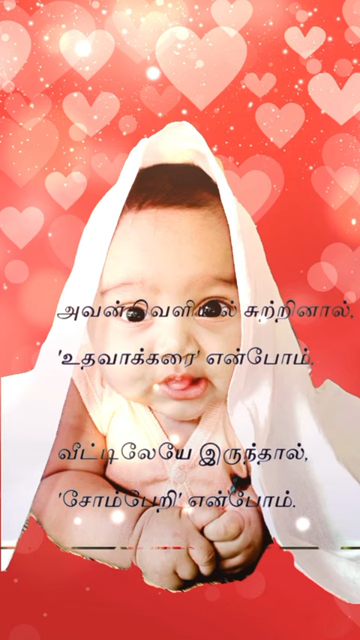 அவன் வெளியில் சுற்றினால்,
'உதவாக்கரை' என்போம்,
வீட்டிலேயே இருந்தால்,
'சோம்பேறி' என்போம்.